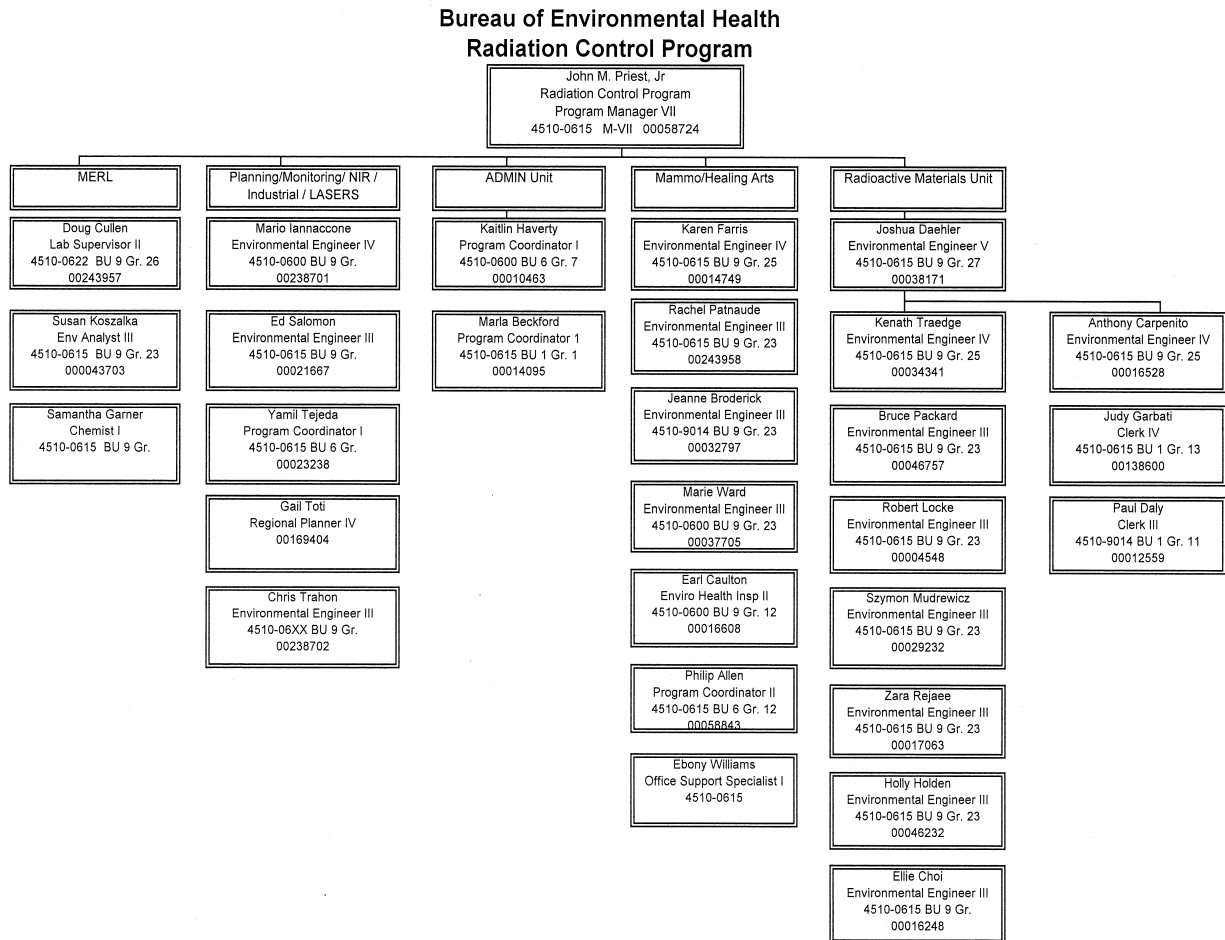 Bureau of Environmental Health
Radiation Control Program
John M. Priest, Jr
Radiation Control Program
Program Manager VII
4510-0615 M-VII 00058724
MERL
Doug Cullen
Lab Supervisor II
4510-0622 BU 9 Gr. 26
00243957
Susan Koszalka
Env Analyst III
4510-0615 BU 9 Gr. 23
000043703
Samantha Garner
Chemist I
4510-0615 BU 9 Gr.
Planning/Monitoring/ NIR /
Industrial / LASERS
Mario Iannaccone
Environmental Engineer IV
4510-0600 BU 9 Gr.
00238701
Ed Salomon
Environmental Engineer III
4510-0615 BU 9 Gr.
00021667
Yamil Tejeda
Program Coordinator I
4510-0615 BU 6 Gr.
00023238
Gail Toti
Regional Planner IV
00169404
Chris Trahon
Environmental Engineer III
4510-06XX BU 9 Gr.
00238702
ADMIN Unit
Kaitlin Haverty
Program Coordinator I
4510-0600 BU 6 Gr. 7
00010463
Marla Beckford
Program Coordinator 1
4510-0615 BU 1 Gr. 1
00014095
Mammo/Healing Arts
Karen Farris
Environmental Engineer IV
4510-0615 BU 9 Gr. 25
00014749
Rachel Patnaude
Environmental Engineer III
4510-0615 BU 9 Gr. 23
00243958
Jeanne Broderick
Environmental Engineer III
4510-9014 BU 9 Gr. 23
00032797
Marie Ward
Environmental Engineer III
4510-0600 BU 9 Gr. 23
00037705
Earl Caulton
Enviro Health Insp II
4510-0600 BU 9 Gr. 12
00016608
Philip Allen
Program Coordinator II
4510-0615 BU 6 Gr. 12
00058843
Ebony Williams
Office Support Specialist I
4510-0615
Radioactive Materials Unit
Joshua Daehler
Environmental Engineer V
4510-0615 BU 9 Gr. 27
00038171
Kenath Traedge
Environmental Engineer IV
4510-0615 BU 9 Gr. 25
00034341
Bruce Packard
Environmental Engineer III
4510-0615 BU 9 Gr. 23
00046757
Robert Locke
Environmental Engineer III
4510-0615 BU 9 Gr. 23
00004548
Szymon Mudrewicz
Environmental Engineer III
4510-0615 BU 9 Gr. 23
00029232
Zara Rejaee
Environmental Engineer III
4510-0615 BU 9 Gr. 23
00017063
Holly Holden
Environmental Engineer III
4510-0615 BU 9 Gr. 23
00046232
Ellie Choi
Environmental Engineer III
4510-0615 BU 9 Gr.
00016248
Anthony Carpenito
Environmental Engineer IV
4510-0615 BU 9 Gr. 25
00016528
Judy Garbati
Clerk IV
4510-0615 BU 1 Gr. 13
00138600
Paul Daly
Clerk III
4510-9014 BU 1 Gr. 11
00012559